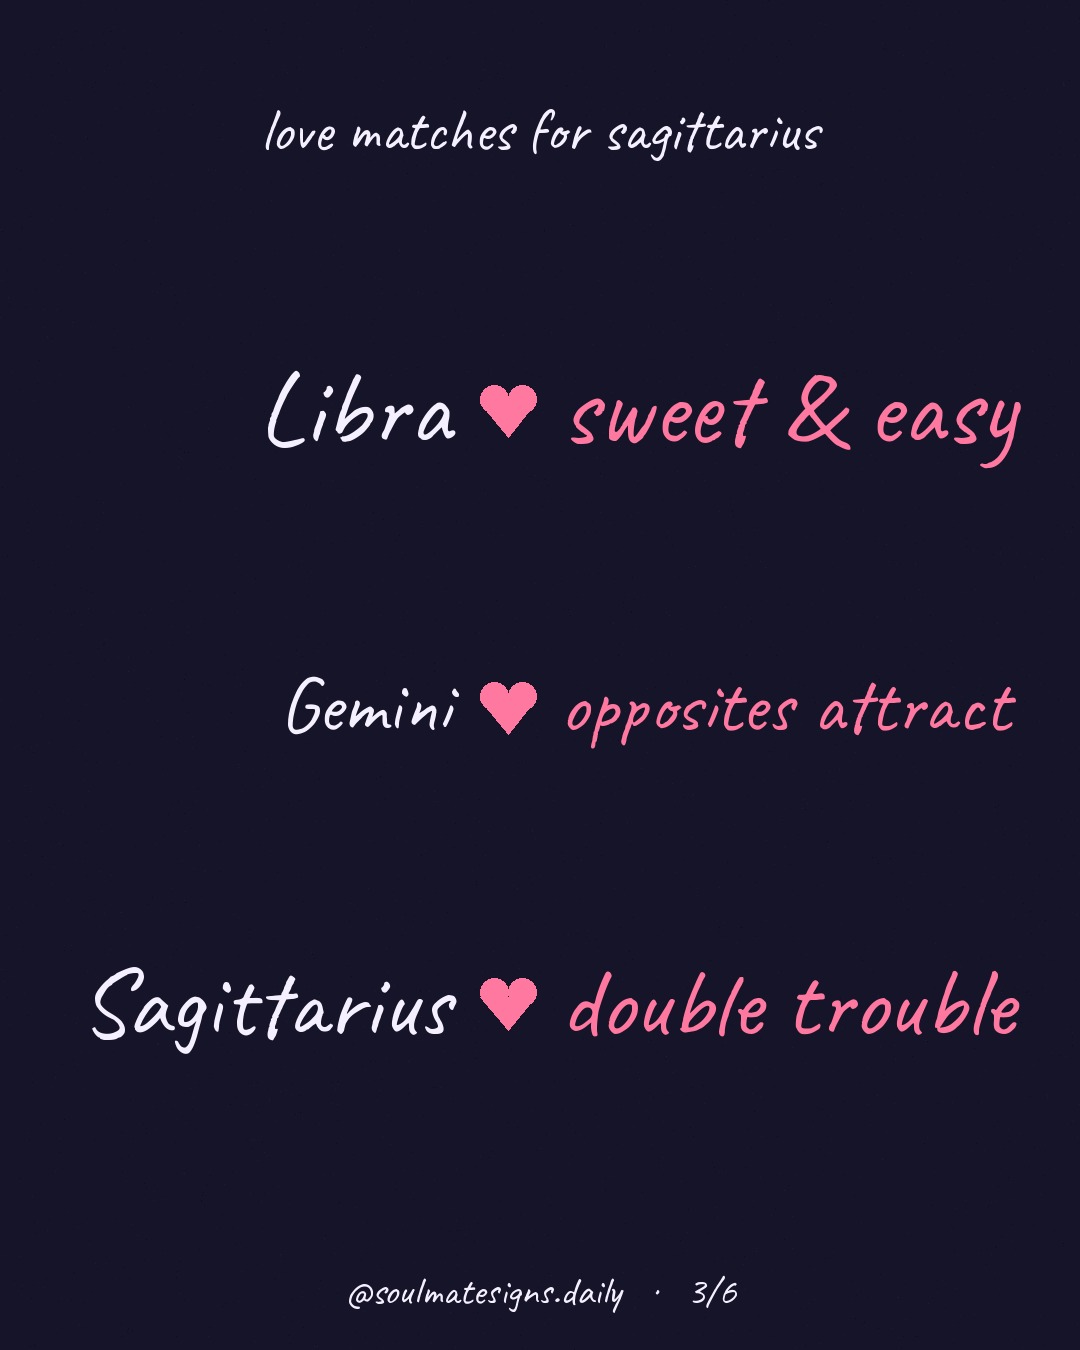 love matches for sagittarius
Libra ♥ sweet & easy
Gemini ♥ opposites attract
Sagittarius ♥ double trouble
@soulmatesigns.daily · 3/6